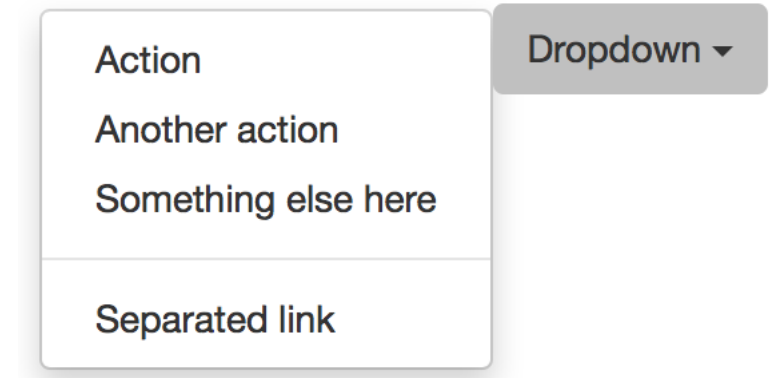 Action
Another action
Something else here
Separated link
Dropdown